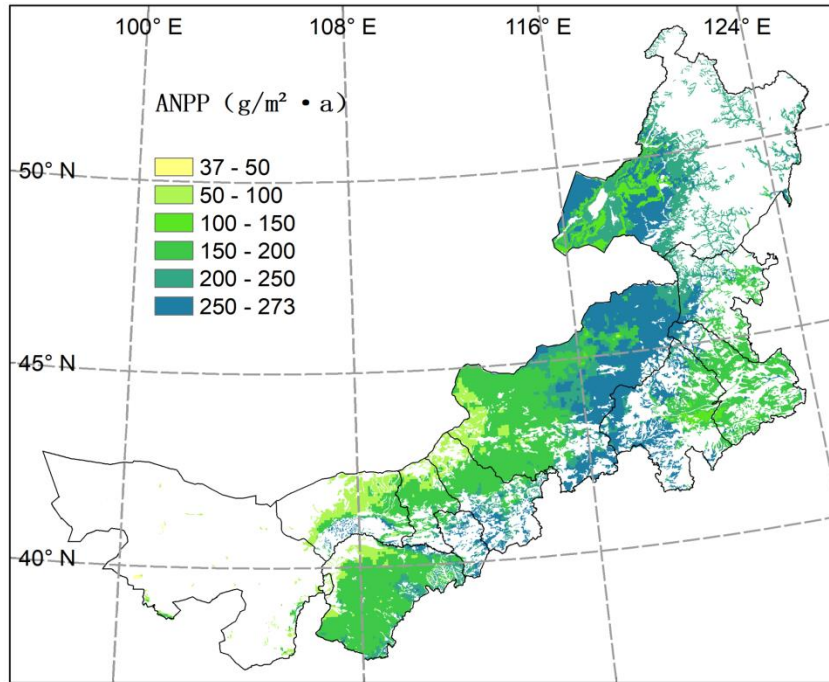 100° E
108° E
116° E
124° E
ANPP（g/m² • a）
50° N
37 - 50
50 - 100
100 - 150
150 - 200
200 - 250
250 - 273
45° N
40° N